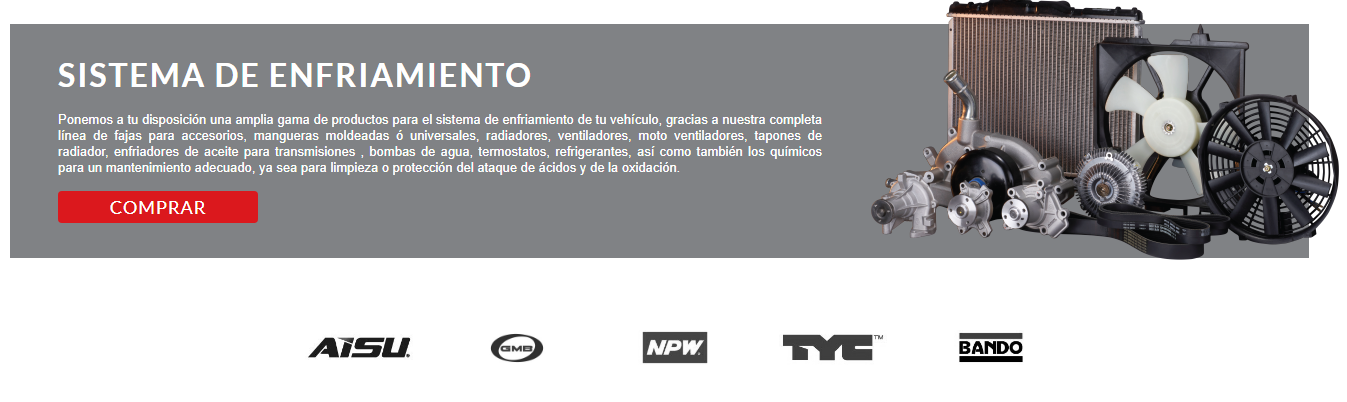 SISTEMA DE ENFRIAMIENTO
Ponemos a tu disposición una amplia gama de productos para el sistema de enfriamiento de tu vehículo, gracias a nuestra completa
línea de fajas para accesorios, mangueras moldeadas ó universales, radiadores, ventiladores, moto ventiladores, tapones de
radiador, enfriadores de aceite para transmisiones , bombas de agua, termostatos, refrigerantes, así como también los químicos
para un mantenimiento adecuado, ya sea para limpieza o protección del ataque de ácidos y de la oxidación.
COMPRAR
AISU. GMB NPW. TYC™ BANDO